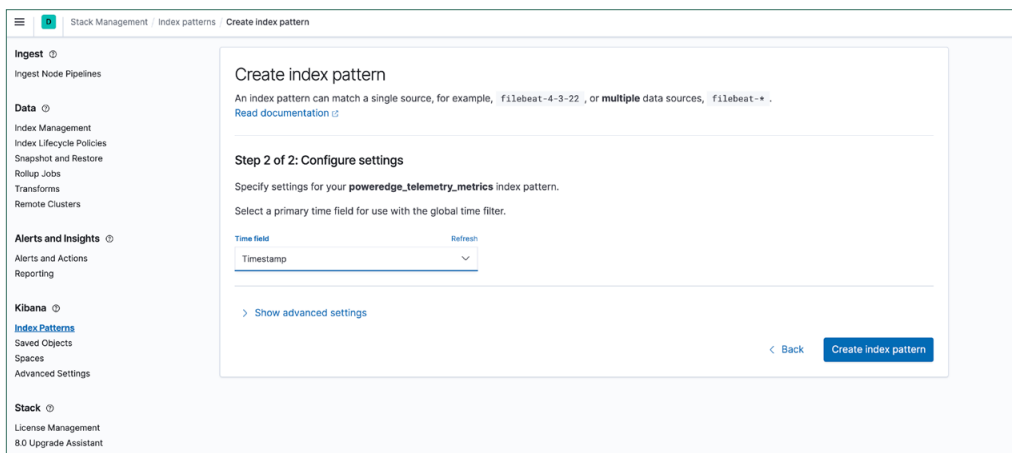 D
Stack Management / Index patterns / Create index pattern
Ingest
Ingest Node Pipelines
Data
Index Management
Index Lifecycle Policies
Snapshot and Restore
Rollup Jobs
Transforms
Remote Clusters
Alerts and Insights
Alerts and Actions
Reporting
Kibana
Index Patterns
Saved Objects
Spaces
Advanced Settings
Stack
License Management
8.0 Upgrade Assistant
Create index pattern
An index pattern can match a single source, for example, filebeat-4-3-22 , or multiple data sources, filebeat-* .
Read documentation
Step 2 of 2: Configure settings
Specify settings for your poweredge_telemetry_metrics index pattern.
Select a primary time field for use with the global time filter.
Time field Refresh
Timestamp
Show advanced settings
Back Create index pattern